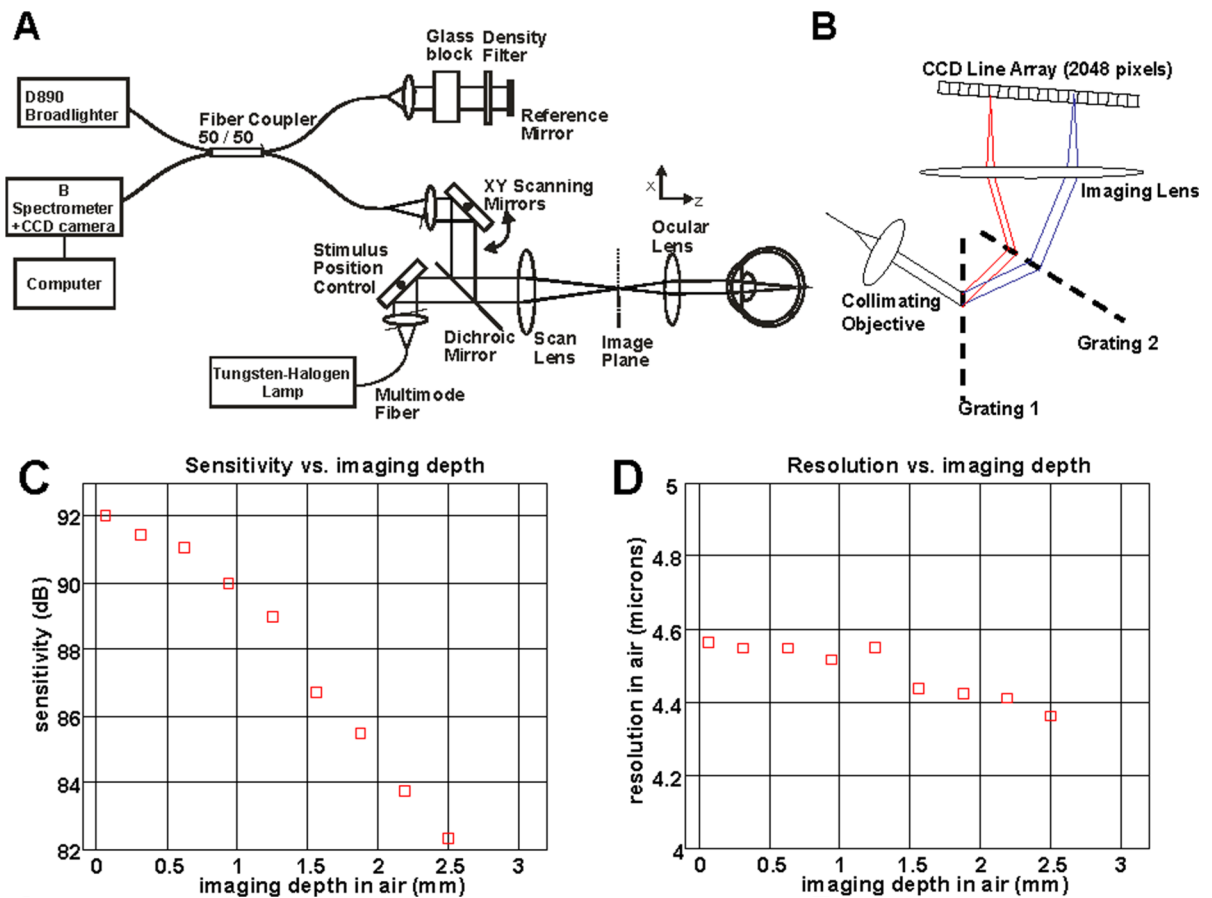 A
D890
Broadlighter
Fiber Coupler
50 / 50
Glass
block
Density
Filter
Reference
Mirror
B
Spectrometer
+CCD camera
Computer
XY Scanning
Mirrors
x
z
Stimulus
Position
Control
Ocular
Lens
Dichroic
Mirror
Scan
Lens
Image
Plane
Tungsten-Halogen
Lamp
Multimode
Fiber
B
CCD Line Array (2048 pixels)
Imaging Lens
Collimating
Objective
Grating 2
Grating 1
C
Sensitivity vs. imaging depth
sensitivity (dB)
92
90
88
86
84
82
0
0.5
1
1.5
2
2.5
3
imaging depth in air (mm)
D
Resolution vs. imaging depth
resolution in air (microns)
5
4.8
4.6
4.4
4.2
4
0
0.5
1
1.5
2
2.5
3
imaging depth in air (mm)